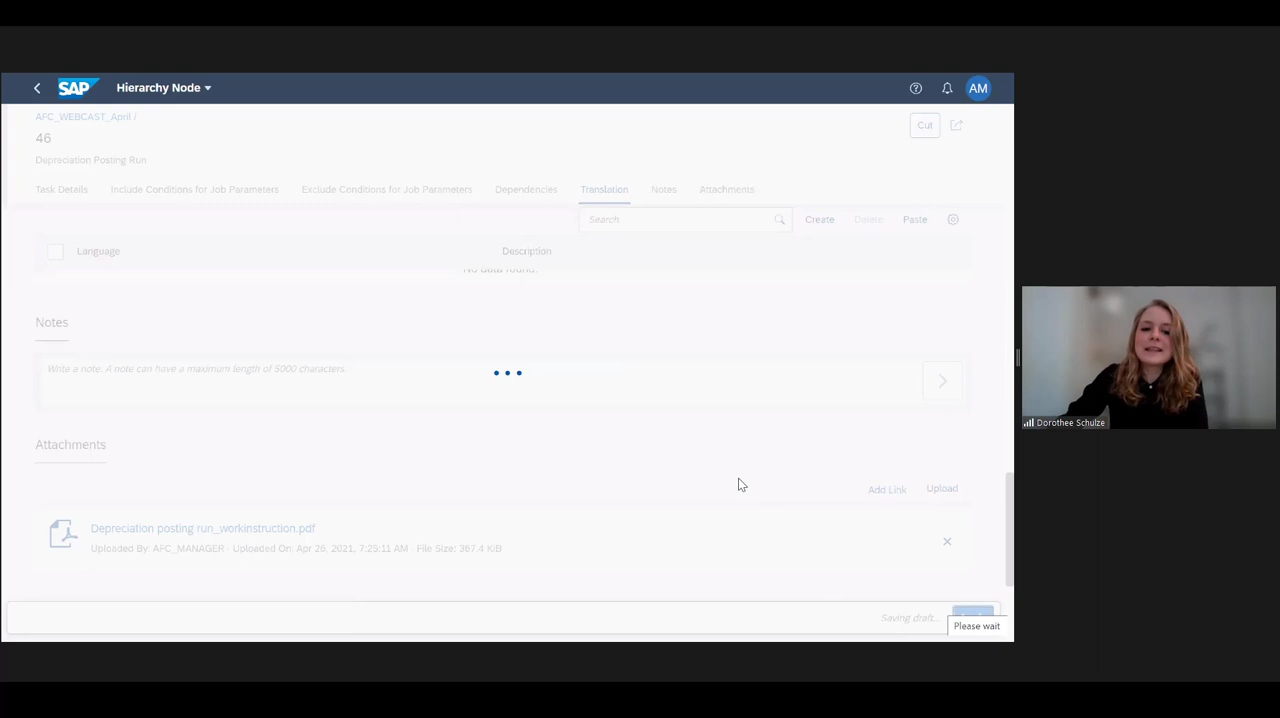 SAP Hierarchy Node
AM
AFC_WEBCAST_April /
Cut
46
Depreciation Posting Run
Task Details Include Conditions for Job Parameters Exclude Conditions for Job Parameters Dependencies Translation Notes Attachments
Search Create Delete Paste
Language Description
No data found.
Notes
Write a note. A note can have a maximum length of 5000 characters.
Attachments
Add Link Upload
Depreciation posting run_workinstruction.pdf
Uploaded By: AFC_MANAGER · Uploaded On: Apr 26, 2021, 7:25:11 AM · File Size: 367.4 KiB
Saving draft...
Please wait
Dorothee Schulze